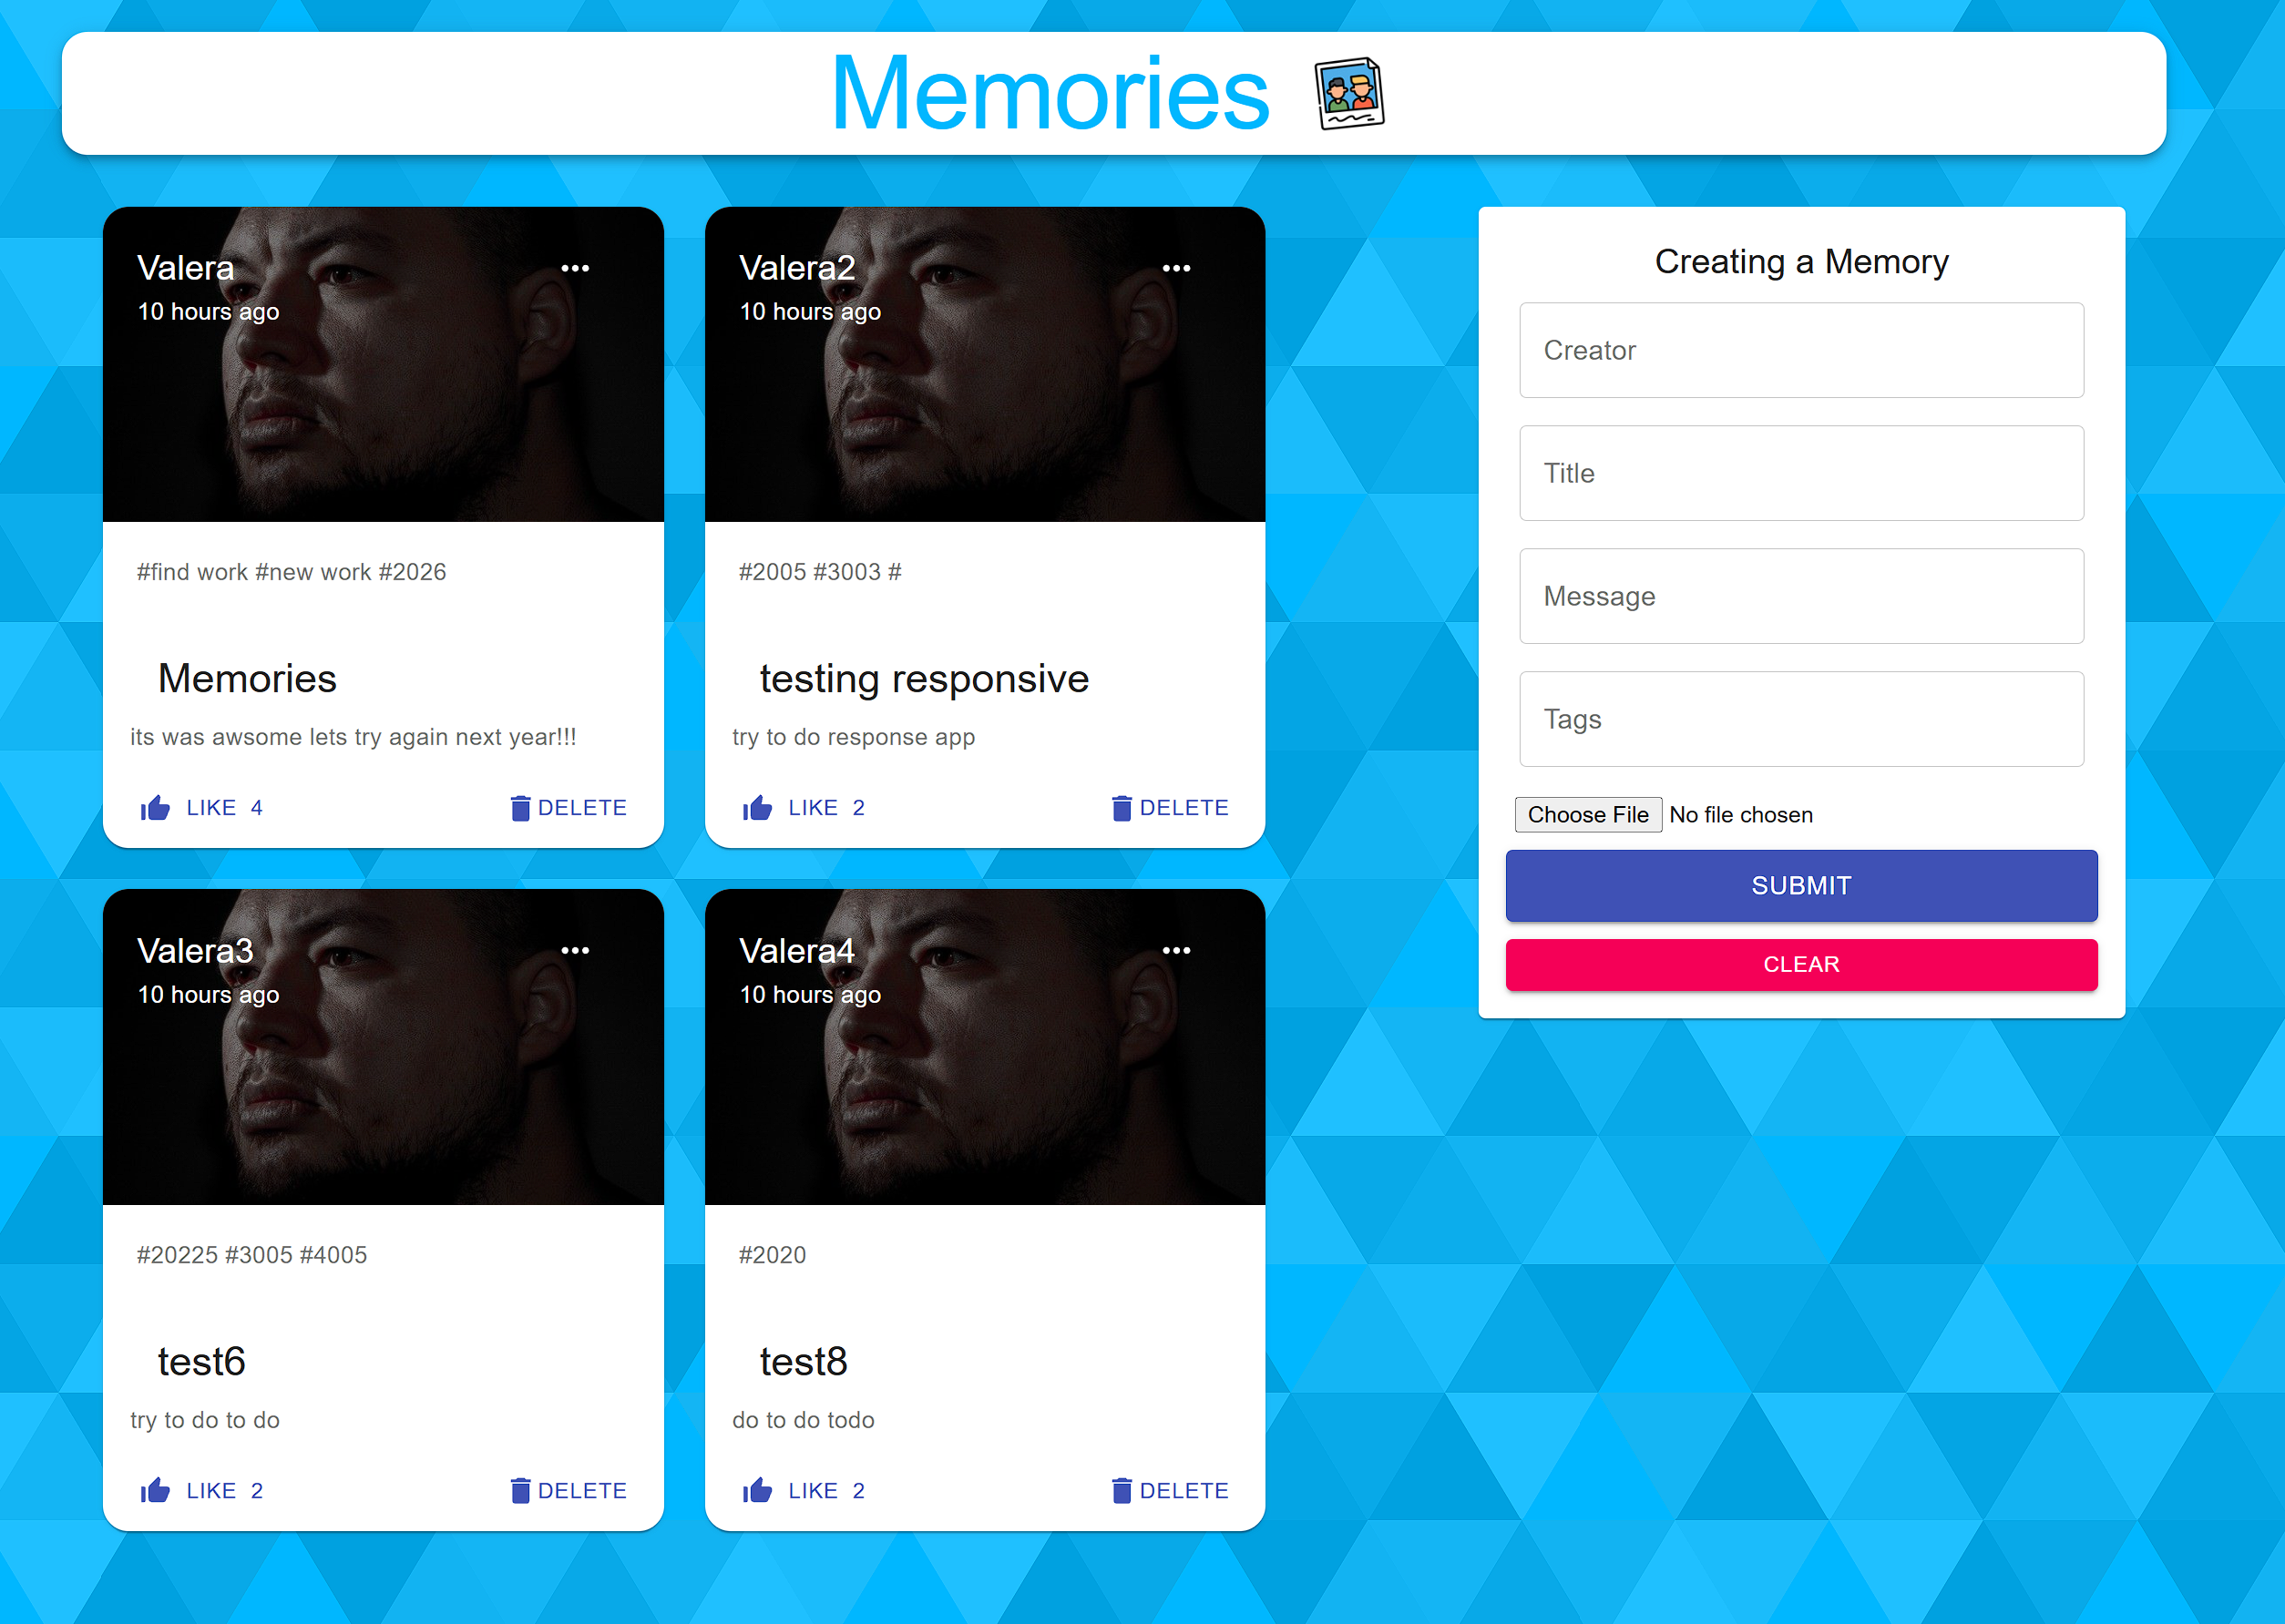 Memories
Valera
10 hours ago
#find work #new work #2026
Memories
its was awsome lets try again next year!!!
LIKE 4
DELETE
Valera2
10 hours ago
#2005 #3003 #
testing responsive
try to do response app
LIKE 2
DELETE
Valera3
10 hours ago
#20225 #3005 #4005
test6
try to do to do
LIKE 2
DELETE
Valera4
10 hours ago
#2020
test8
do to do todo
LIKE 2
DELETE
Creating a Memory
Creator
Title
Message
Tags
Choose File No file chosen
SUBMIT
CLEAR